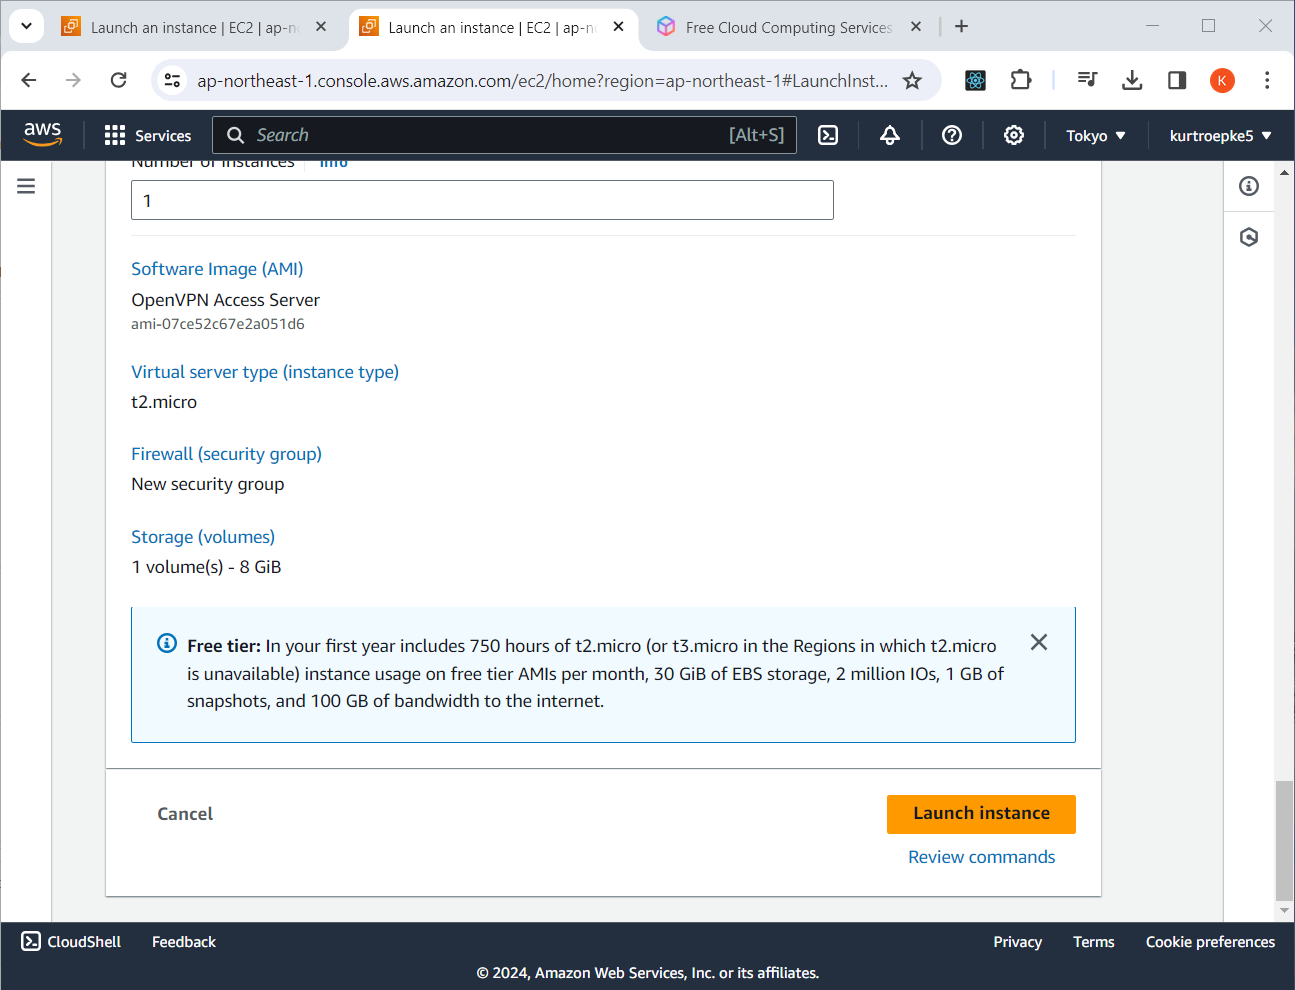 Launch an instance | EC2 | ap-no
Launch an instance | EC2 | ap-no
Free Cloud Computing Services
ap-northeast-1.console.aws.amazon.com/ec2/home?region=ap-northeast-1#LaunchInst...
K
aws
Services
Search
[Alt+S]
Tokyo
kurtroepke5
Number of instances
Info
1
Software Image (AMI)
OpenVPN Access Server
ami-07ce52c67e2a051d6
Virtual server type (instance type)
t2.micro
Firewall (security group)
New security group
Storage (volumes)
1 volume(s) - 8 GiB
Free tier: In your first year includes 750 hours of t2.micro (or t3.micro in the Regions in which t2.micro
is unavailable) instance usage on free tier AMIs per month, 30 GiB of EBS storage, 2 million IOs, 1 GB of
snapshots, and 100 GB of bandwidth to the internet.
Cancel
Launch instance
Review commands
CloudShell
Feedback
Privacy
Terms
Cookie preferences
© 2024, Amazon Web Services, Inc. or its affiliates.